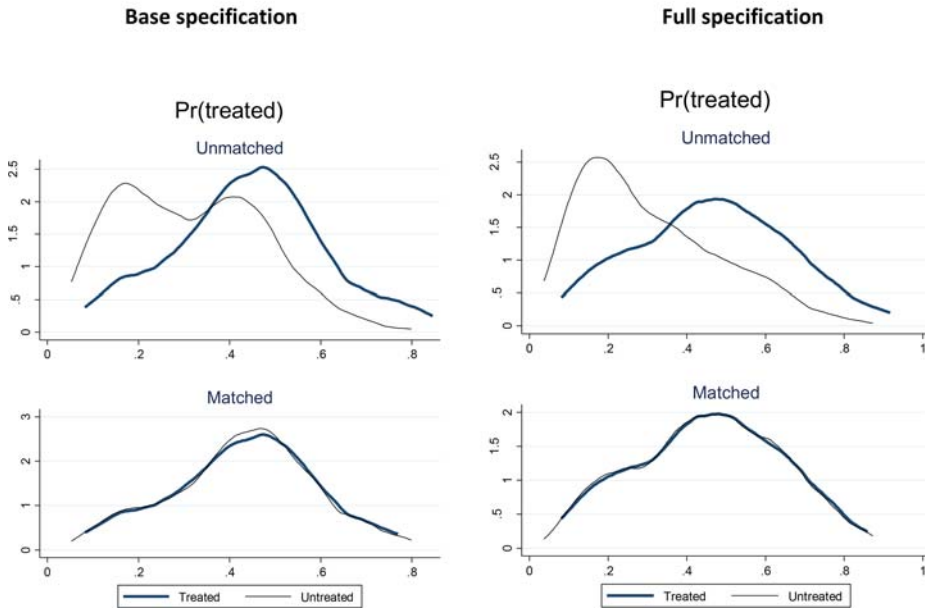 Base specification
Full specification
Pr(treated)
Unmatched
2.5
2
1.5
1
.5
0
0 .2 .4 .6 .8
Matched
3
2
1
0
0 .2 .4 .6 .8
Treated Untreated
Pr(treated)
Unmatched
2.5
2
1.5
1
.5
0
0 .2 .4 .6 .8 1
Matched
2
1.5
1
.5
0
0 .2 .4 .6 .8 1
Treated Untreated